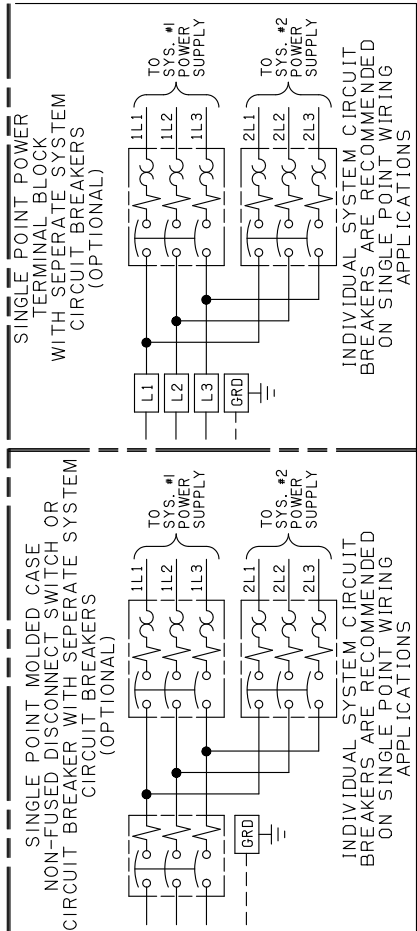 SINGLE POINT MOLDED CASE
NON-FUSED DISCONNECT SWITCH OR
CIRCUIT BREAKER WITH SEPERATE SYSTEM
CIRCUIT BREAKERS
(OPTIONAL)
1L1
1L2
1L3
TO
SYS. #1
POWER
SUPPLY
2L1
2L2
2L3
TO
SYS. #2
POWER
SUPPLY
GRD
INDIVIDUAL SYSTEM CIRCUIT
BREAKERS ARE RECOMMENDED
ON SINGLE POINT WIRING
APPLICATIONS
SINGLE POINT POWER
TERMINAL BLOCK
WITH SEPERATE SYSTEM
CIRCUIT BREAKERS
(OPTIONAL)
L1
L2
L3
GRD
1L1
1L2
1L3
TO
SYS. #1
POWER
SUPPLY
2L1
2L2
2L3
TO
SYS. #2
POWER
SUPPLY
INDIVIDUAL SYSTEM CIRCUIT
BREAKERS ARE RECOMMENDED
ON SINGLE POINT WIRING
APPLICATIONS